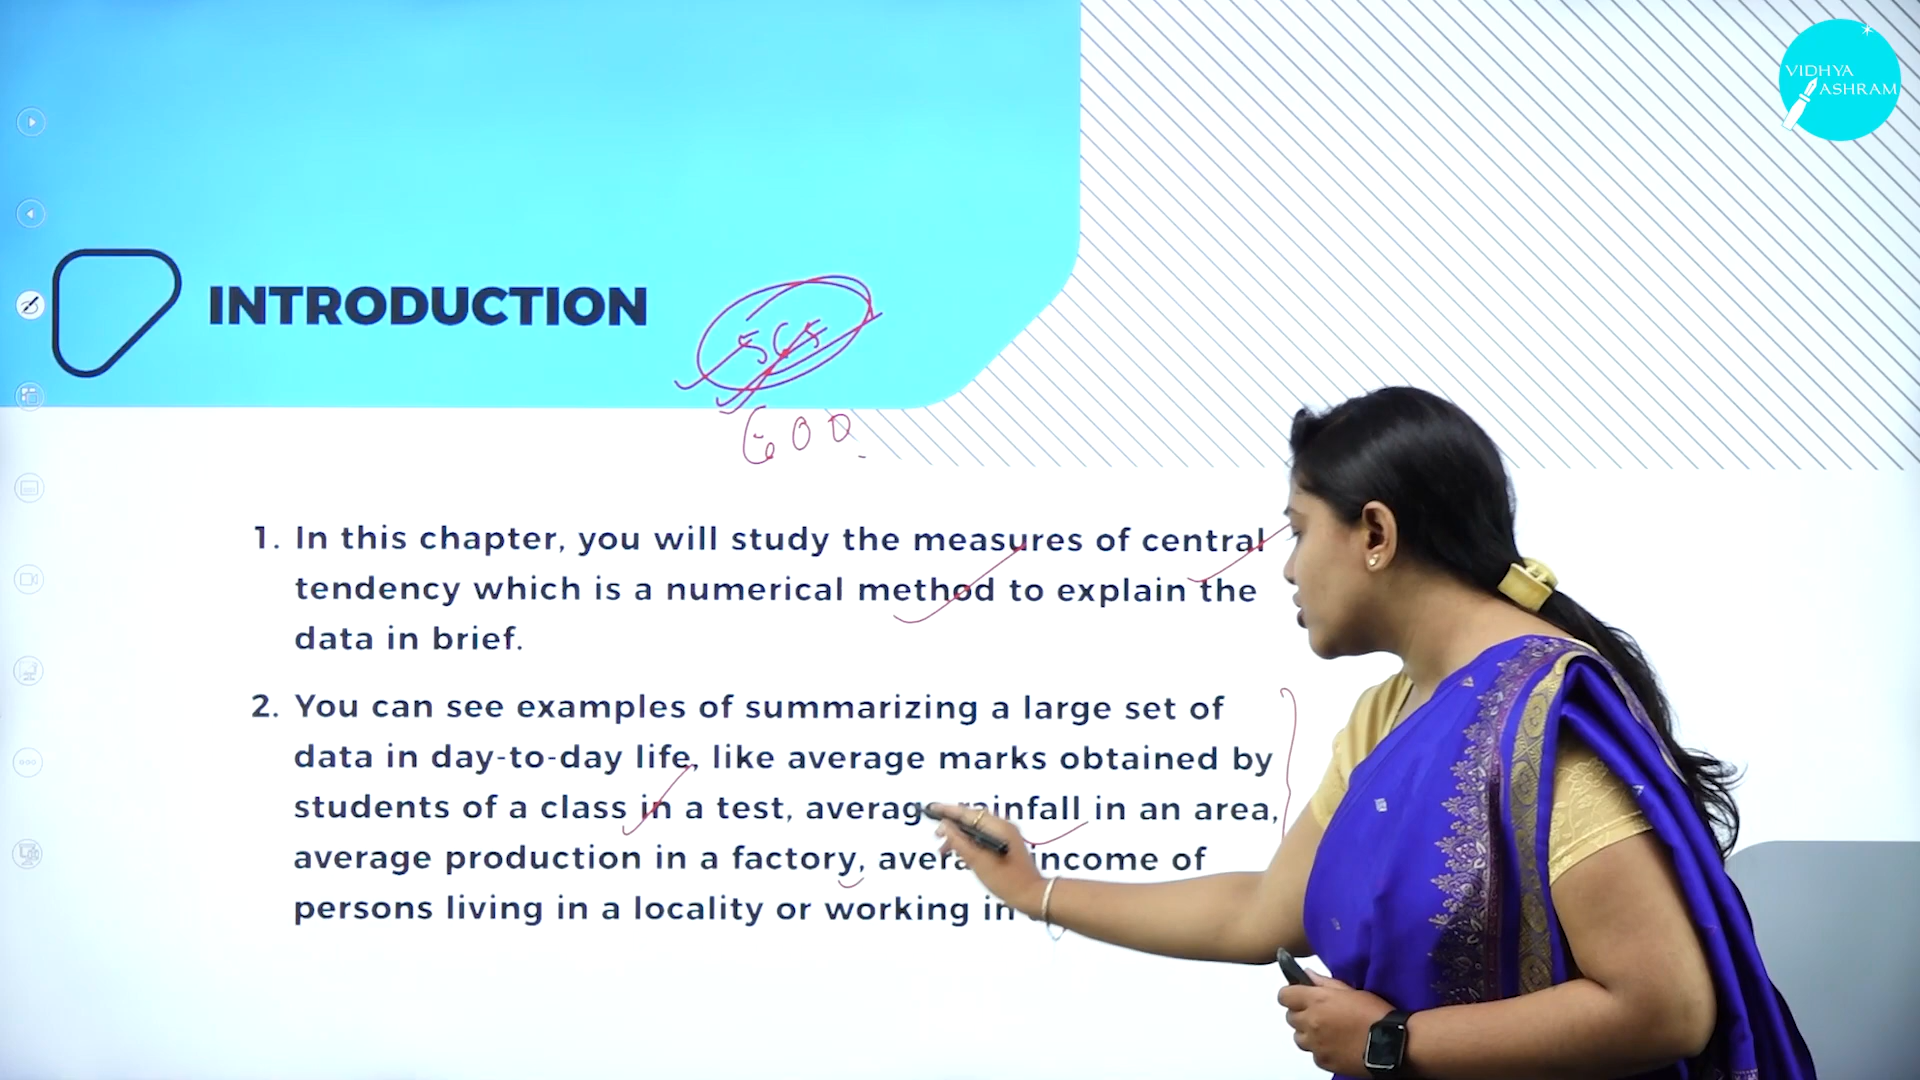 VIDHYA
ASHRAM
INTRODUCTION
565
600
1. In this chapter, you will study the measures of central
tendency which is a numerical method to explain the
data in brief.
2. You can see examples of summarizing a large set of
data in day-to-day life, like average marks obtained by
students of a class in a test, average rainfall in an area,
average production in a factory, average income of
persons living in a locality or working in